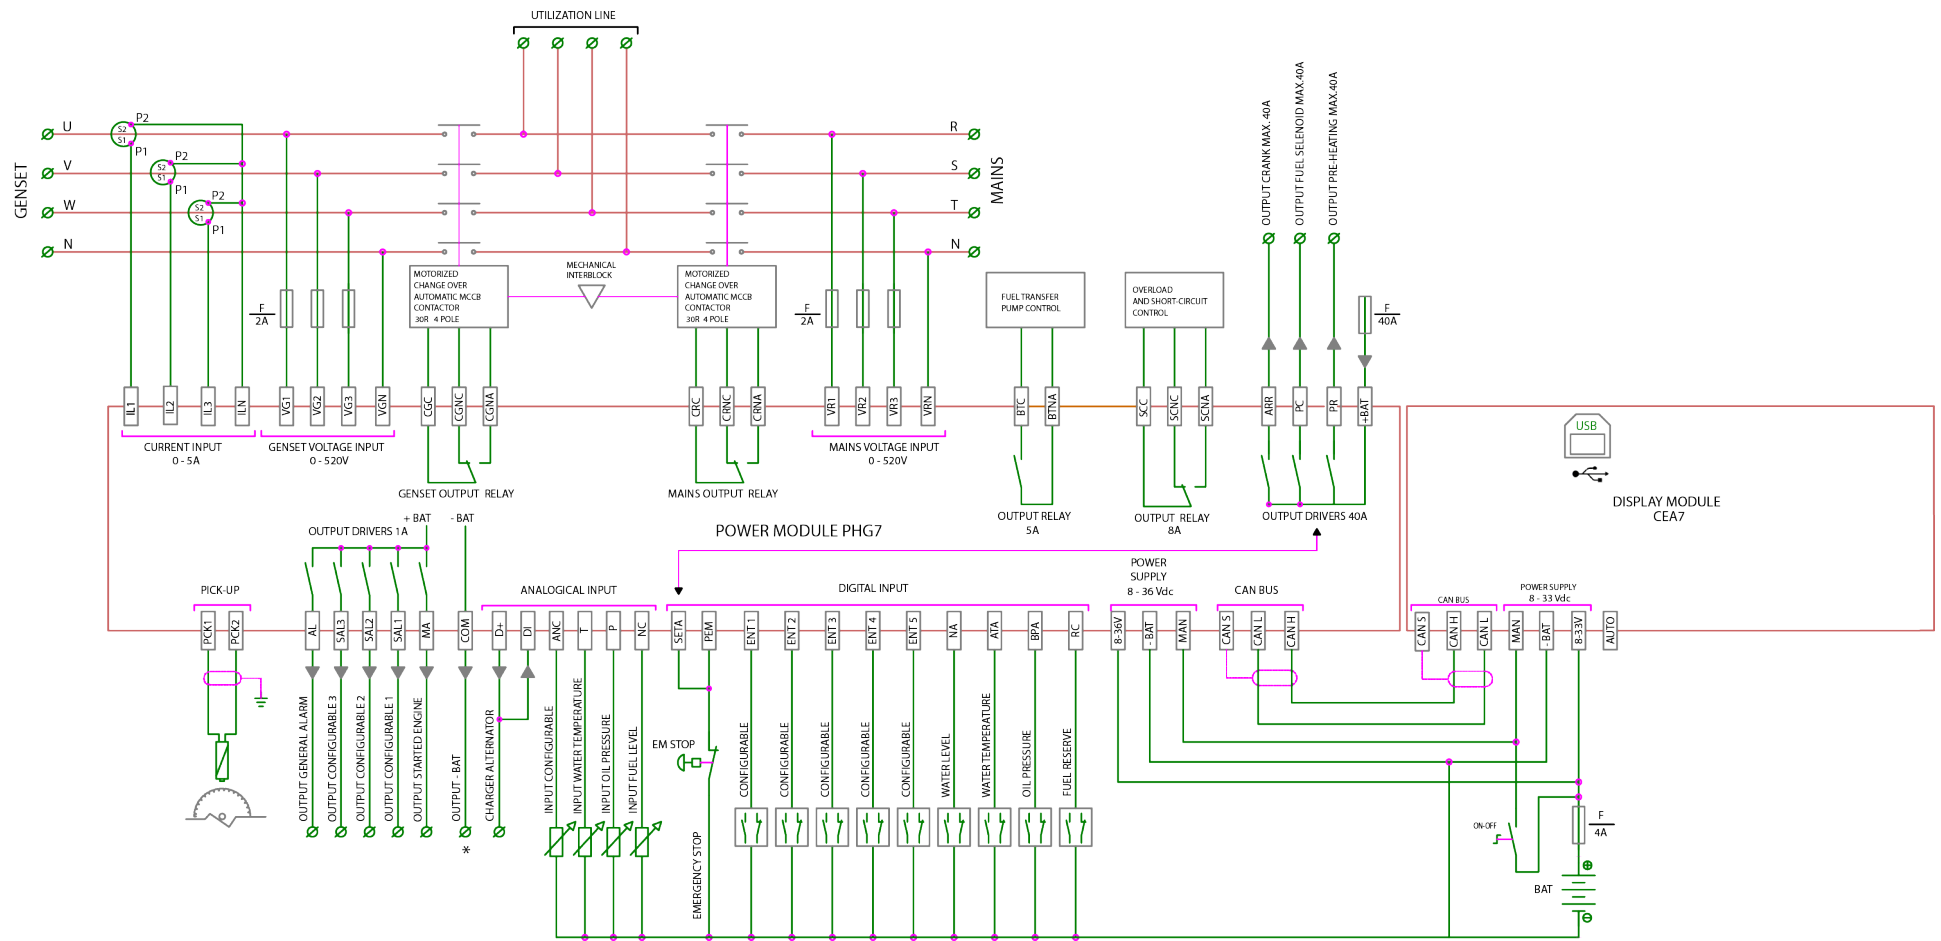 UTILIZATION LINE
GENSET
U
V
W
N
P2
S2
S1
P1
P2
S2
S1
P1
P2
S2
S1
P1
R
S
T
N
MAINS
OUTPUT CRANK MAX. 40A
OUTPUT FUEL SELENOID MAX.40A
OUTPUT PRE-HEATING MAX.40A
F
2A
MOTORIZED
CHANGE OVER
AUTOMATIC MCCB
CONTACTOR
30R 4 POLE
MECHANICAL
INTERBLOCK
MOTORIZED
CHANGE OVER
AUTOMATIC MCCB
CONTACTOR
30R 4 POLE
F
2A
FUEL TRANSFER
PUMP CONTROL
OVERLOAD
AND SHORT-CIRCUIT
CONTROL
F
40A
IL1
IL2
IL3
ILN
VG1
VG2
VG3
VGN
CGC
CGNC
CGNA
CRC
CRNC
CRNA
VR1
VR2
VR3
VRN
BTC
BTNA
SCC
SCNC
SCNA
ARR
PC
PR
+BAT
CURRENT INPUT
0 - 5A
GENSET VOLTAGE INPUT
0 - 520V
GENSET OUTPUT RELAY
MAINS OUTPUT RELAY
MAINS VOLTAGE INPUT
0 - 520V
OUTPUT RELAY
5A
OUTPUT RELAY
8A
OUTPUT DRIVERS 40A
USB
DISPLAY MODULE
CEA7
POWER MODULE PHG7
+ BAT
- BAT
OUTPUT DRIVERS 1A
PICK-UP
ANALOGICAL INPUT
DIGITAL INPUT
POWER
SUPPLY
8 - 36 Vdc
CAN BUS
CAN BUS
POWER SUPPLY
8 - 33 Vdc
PCK1
PCK2
AL
SAL3
SAL2
SAL1
MA
COM
D+
DI
ANC
T
P
NC
SETA
PEM
ENT 1
ENT 2
ENT 3
ENT 4
ENT 5
NA
ATA
BPA
RC
8-36V
- BAT
MAN
CAN S
CAN L
CAN H
CAN S
CAN H
CAN L
MAN
- BAT
8-33V
AUTO
OUTPUT GENERAL ALARM
OUTPUT CONFIGURABLE 3
OUTPUT CONFIGURABLE 2
OUTPUT CONFIGURABLE 1
OUTPUT STARTED ENGINE
OUTPUT - BAT
*
CHARGER ALTERNATOR
INPUT CONFIGURABLE
INPUT WATER TEMPERATURE
INPUT OIL PRESSURE
INPUT FUEL LEVEL
EM STOP
EMERGENCY STOP
CONFIGURABLE
CONFIGURABLE
CONFIGURABLE
CONFIGURABLE
CONFIGURABLE
WATER LEVEL
WATER TEMPERATURE
OIL PRESSURE
FUEL RESERVE
ON-OFF
F
4A
BAT